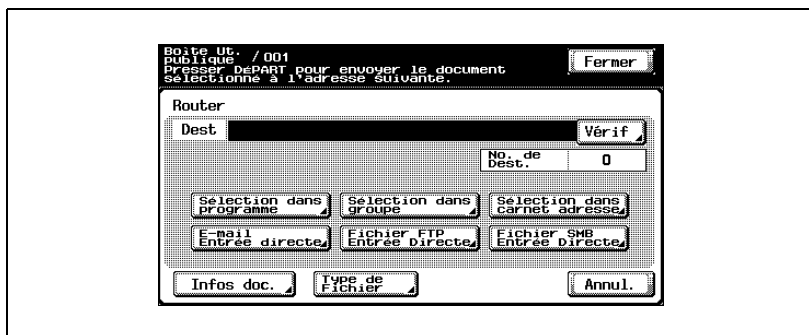 Boîte Ut.
publique / 001
Presser DéPART pour envoyer le document
sélectionné à l'adresse suivante.
Fermer
Router
Dest
Vérif
No. de
Dest.
0
Sélection dans
programme
Sélection dans
groupe
Sélection dans
carnet adresse
E-mail
Entrée directe
Fichier FTP
Entrée Directe
Fichier SMB
Entrée Directe
Infos doc.
Type de
Fichier
Annul.